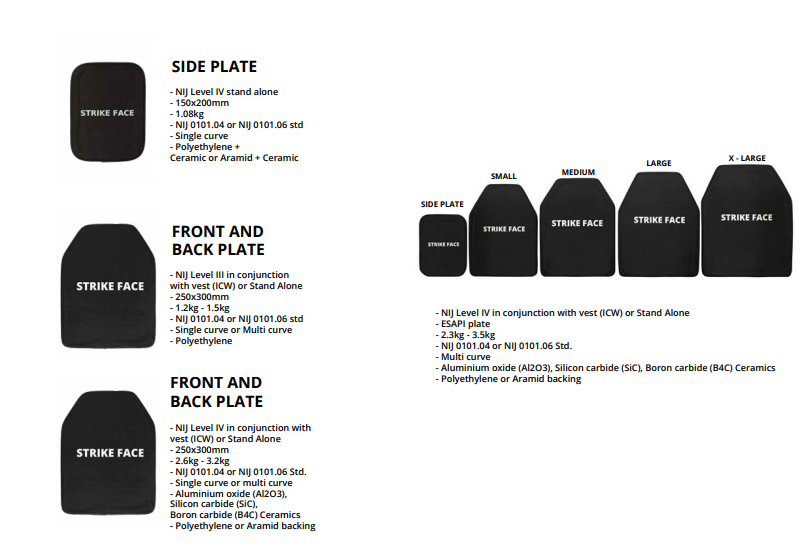 SIDE PLATE
STRIKE FACE
- NIJ Level IV stand alone
- 150x200mm
- 1.08kg
- NIJ 0101.04 or NIJ 0101.06 std
- Single curve
- Polyethylene +
Ceramic or Aramid + Ceramic
FRONT AND
BACK PLATE
STRIKE FACE
- NIJ Level III in conjunction
with vest (ICW) or Stand Alone
- 250x300mm
- 1.2kg - 1.5kg
- NIJ 0101.04 or NIJ 0101.06 std
- Single curve or Multi curve
- Polyethylene
FRONT AND
BACK PLATE
STRIKE FACE
- NIJ Level IV in conjunction with
vest (ICW) or Stand Alone
- 250x300mm
- 2.6kg - 3.2kg
- NIJ 0101.04 or NIJ 0101.06 Std.
- Single curve or multi curve
- Aluminium oxide (Al2O3),
Silicon carbide (SiC),
Boron carbide (B4C) Ceramics
- Polyethylene or Aramid backing
SIDE PLATE
SMALL
MEDIUM
LARGE
X - LARGE
STRIKE FACE
STRIKE FACE
STRIKE FACE
STRIKE FACE
STRIKE FACE
- NIJ Level IV in conjunction with vest (ICW) or Stand Alone
- ESAPI plate
- 2.3kg - 3.5kg
- NIJ 0101.04 or NIJ 0101.06 Std.
- Multi curve
- Aluminium oxide (Al2O3), Silicon carbide (SiC), Boron carbide (B4C) Ceramics
- Polyethylene or Aramid backing